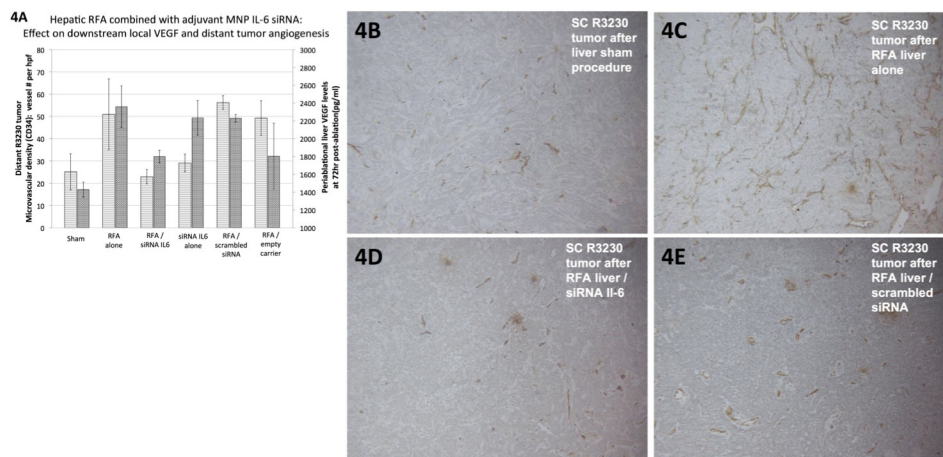 4A
Hepatic RFA combined with adjuvant MNP IL-6 siRNA:
Effect on downstream local VEGF and distant tumor angiogenesis
Distant R3230 tumor
Microvascular density (CD34): vessel # per hpf
80
70
60
50
40
30
20
10
0
3000
2800
2600
2400
2200
2000
1800
1600
1400
1200
1000
Periablational liver VEGF levels
at 72hr post-ablation(pg/ml)
Sham
RFA
alone
RFA /
siRNA IL6
siRNA IL6
alone
RFA /
scrambled
siRNA
RFA /
empty
carrier
4B
SC R3230
tumor after
liver sham
procedure
4C
SC R3230
tumor after
RFA liver
alone
4D
SC R3230
tumor after
RFA liver /
siRNA Il-6
4E
SC R3230
tumor after
RFA liver /
scrambled
siRNA